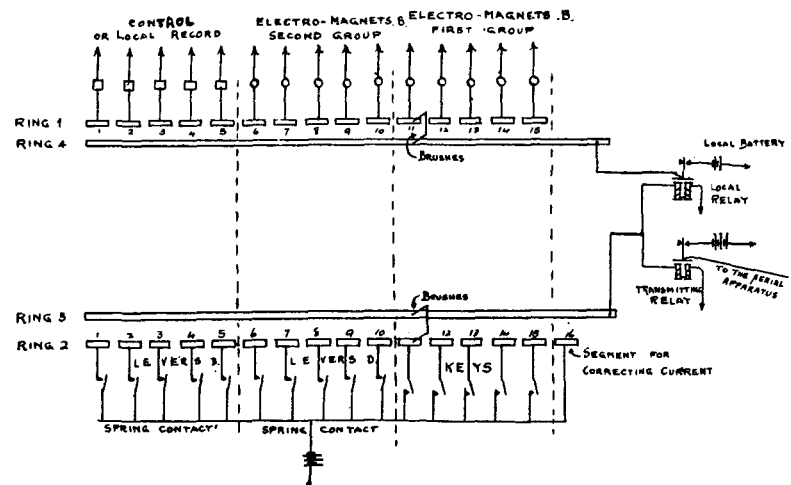 CONTROL
OR LOCAL RECORD
ELECTRO-MAGNETS. B.
SECOND GROUP
ELECTRO-MAGNETS. B.
FIRST GROUP
RING 1
1 2 3 4 5 6 7 8 9 10 11 12 13 14 15
RING 4
BRUSHES
LOCAL BATTERY
LOCAL
RELAY
TO THE AERIAL
APPARATUS
TRANSMITTING
RELAY
BRUSHES
RING 3
1 2 3 4 5 6 7 8 9 10 12 13 14 15 16
RING 2
LEVERS D.
LEVERS D.
KEYS
SEGMENT FOR
CORRECTING CURRENT
SPRING CONTACT
SPRING CONTACT